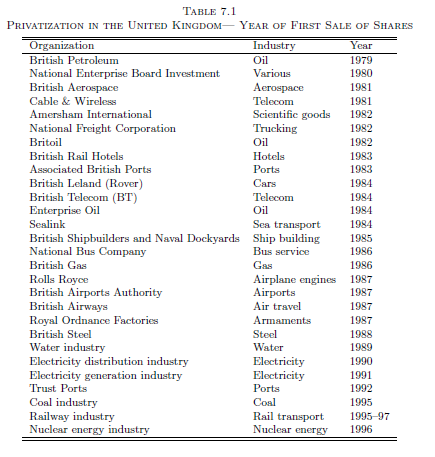 TABLE 7.1
PRIVATIZATION IN THE UNITED KINGDOM— YEAR OF FIRST SALE OF SHARES
Organization Industry Year
British Petroleum Oil 1979
National Enterprise Board Investment Various 1980
British Aerospace Aerospace 1981
Cable & Wireless Telecom 1981
Amersham International Scientific goods 1982
National Freight Corporation Trucking 1982
Britoil Oil 1982
British Rail Hotels Hotels 1983
Associated British Ports Ports 1983
British Leland (Rover) Cars 1984
British Telecom (BT) Telecom 1984
Enterprise Oil Oil 1984
Sealink Sea transport 1984
British Shipbuilders and Naval Dockyards Ship building 1985
National Bus Company Bus service 1986
British Gas Gas 1986
Rolls Royce Airplane engines 1987
British Airports Authority Airports 1987
British Airways Air travel 1987
Royal Ordnance Factories Armaments 1987
British Steel Steel 1988
Water industry Water 1989
Electricity distribution industry Electricity 1990
Electricity generation industry Electricity 1991
Trust Ports Ports 1992
Coal industry Coal 1995
Railway industry Rail transport 1995–97
Nuclear energy industry Nuclear energy 1996